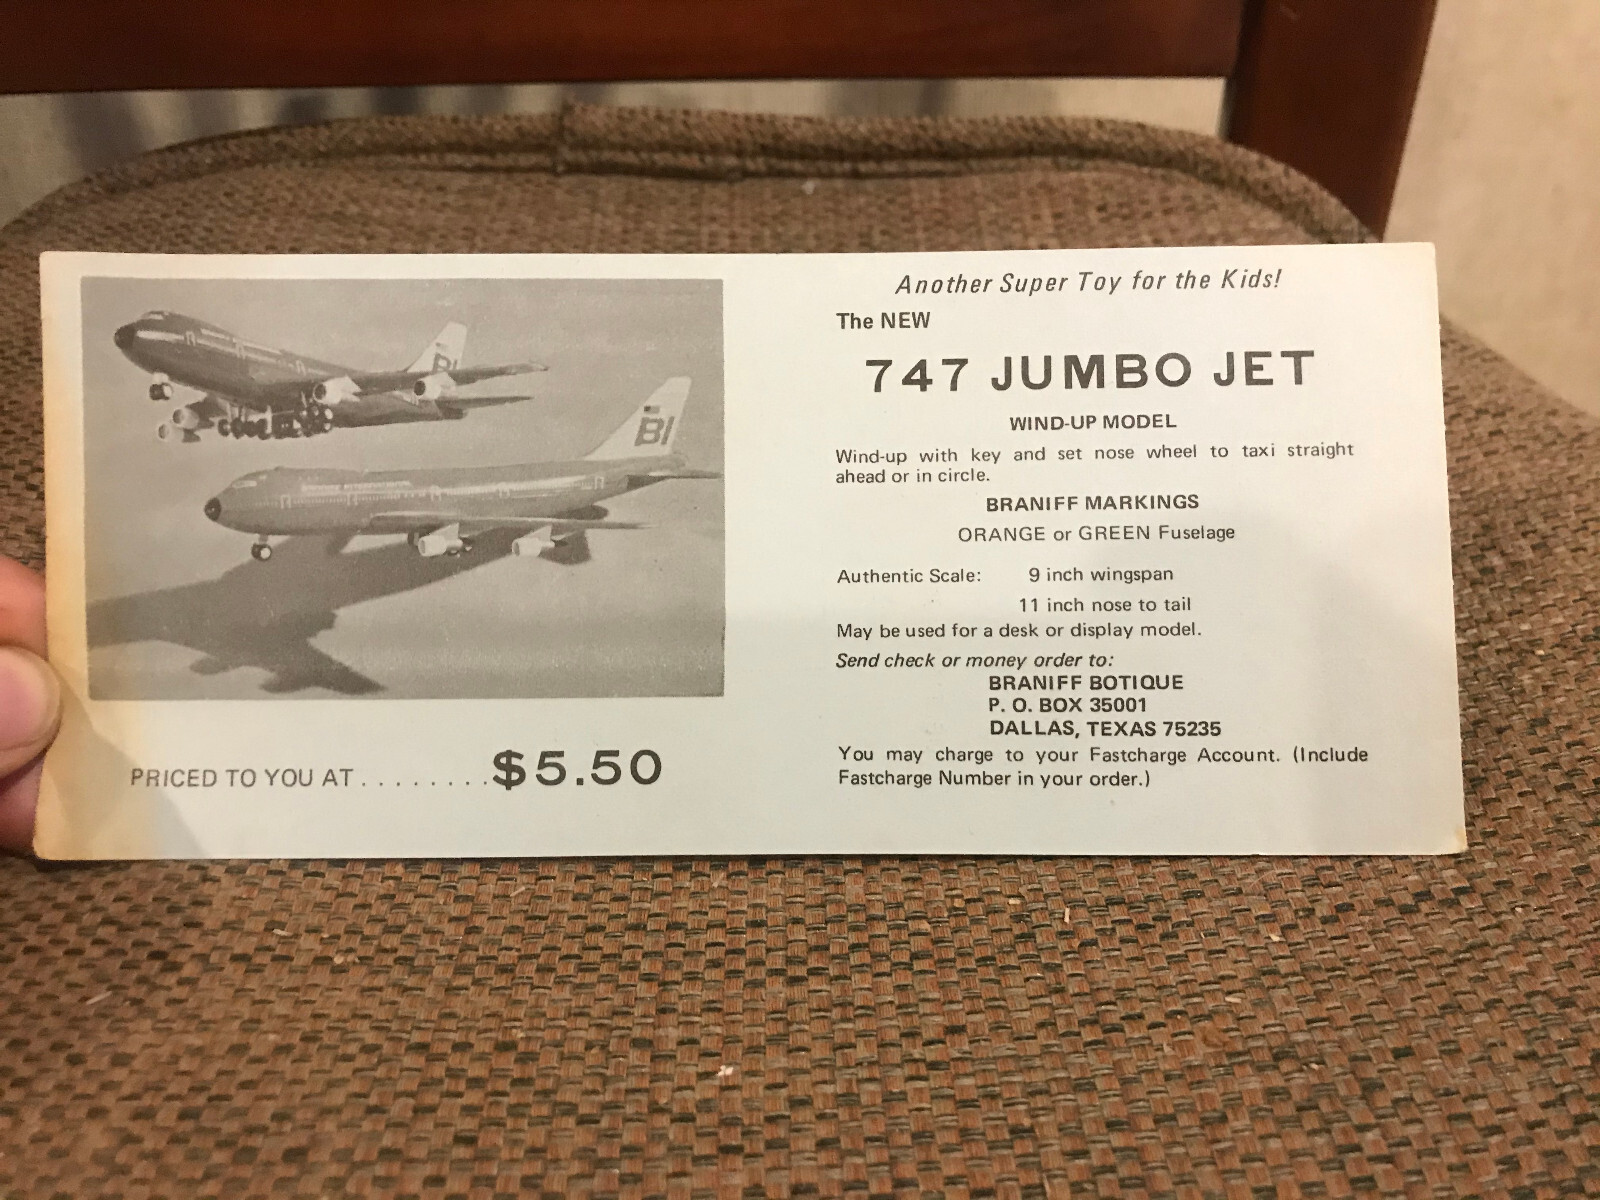 BI
BI
PRICED TO YOU AT . . . . . . . . $5.50
Another Super Toy for the Kids!
The NEW
747 JUMBO JET
WIND-UP MODEL
Wind-up with key and set nose wheel to taxi straight
ahead or in circle.
BRANIFF MARKINGS
ORANGE or GREEN Fuselage
Authentic Scale: 9 inch wingspan
11 inch nose to tail
May be used for a desk or display model.
Send check or money order to:
BRANIFF BOTIQUE
P. O. BOX 35001
DALLAS, TEXAS 75235
You may charge to your Fastcharge Account. (Include
Fastcharge Number in your order.)